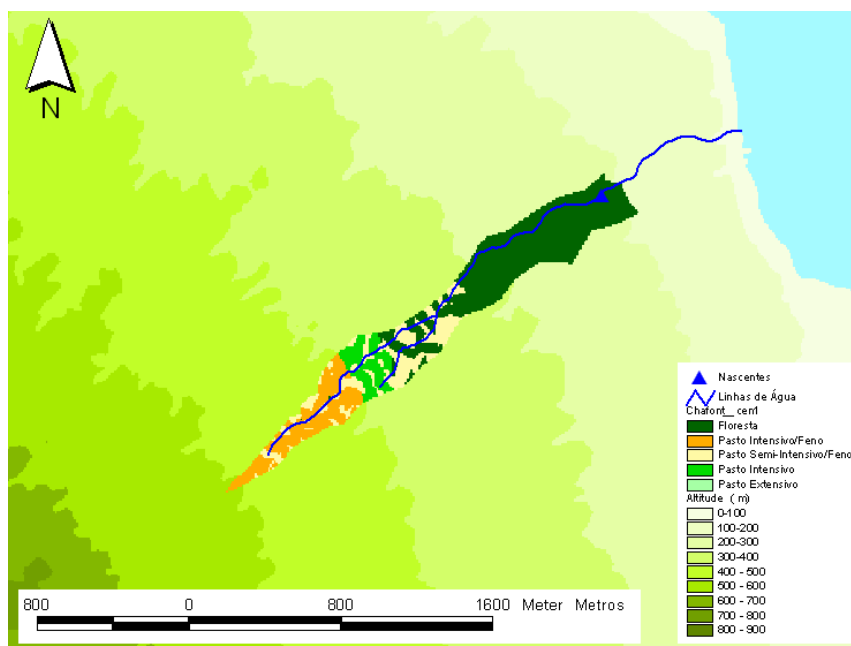 N
Nascentes
Linhas de Água
Chafont_cen1
Floresta
Pasto Intensivo/Feno
Pasto Semi-Intensivo/Feno
Pasto Intensivo
Pasto Extensivo
Altitude (m)
0-100
100-200
200-300
300-400
400 - 500
500 - 600
600 - 700
700 - 800
800 - 900
800 0 800 1600 Meter Metros